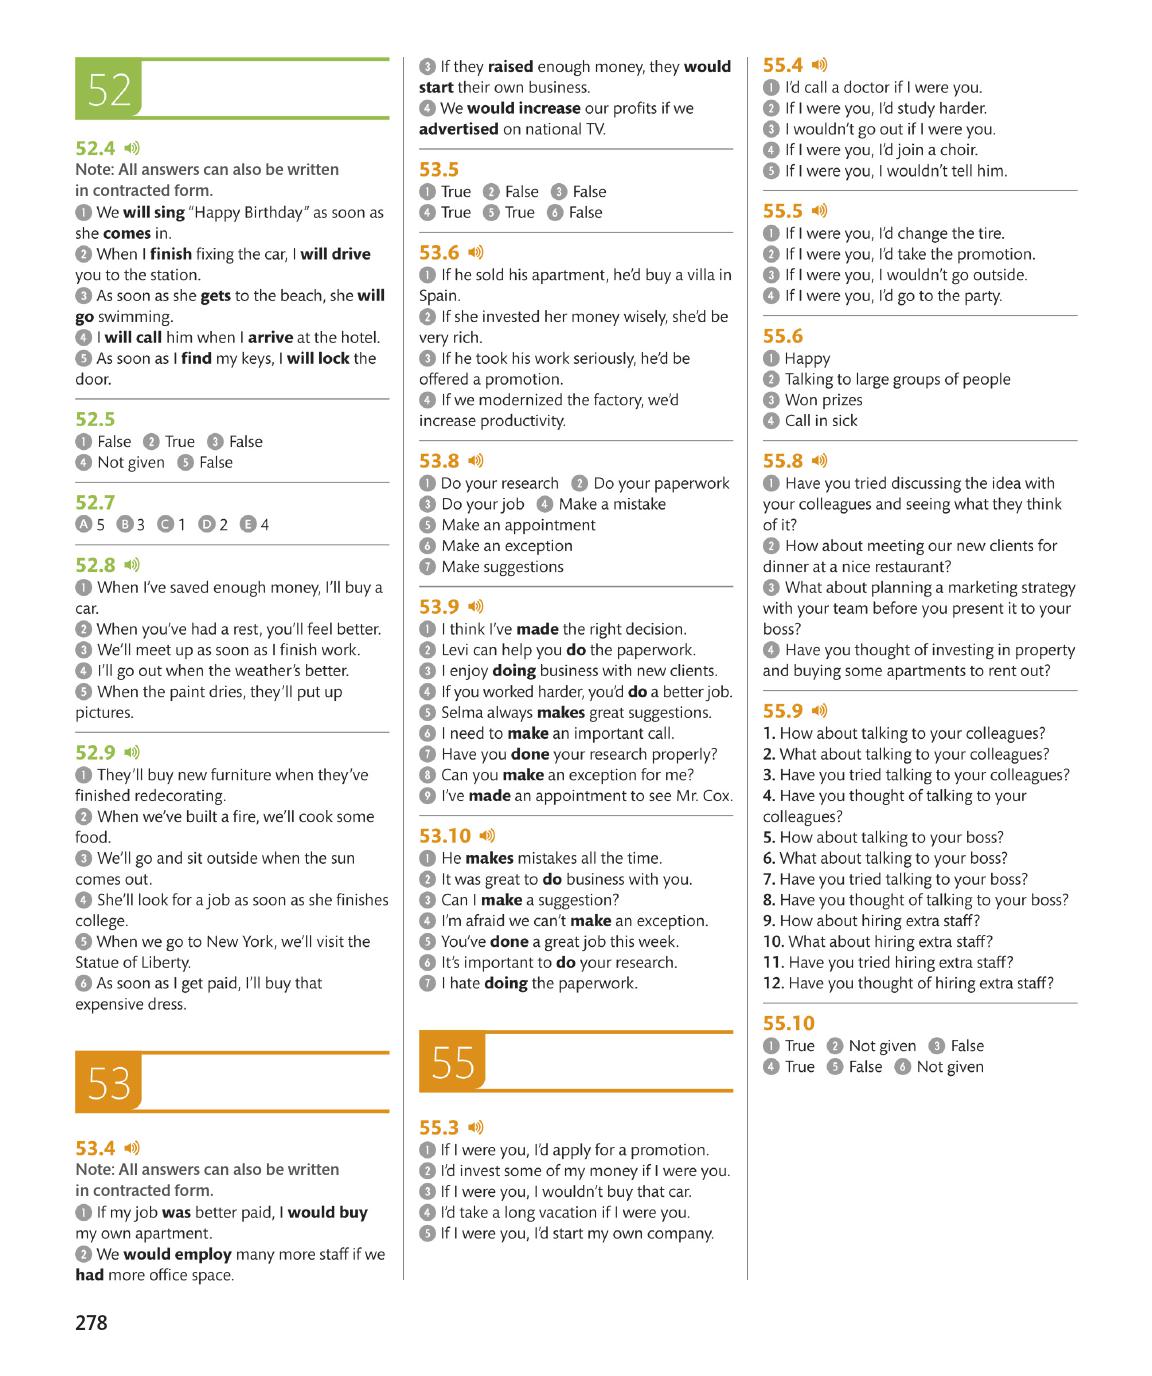 52
52.4
Note: All answers can also be written
in contracted form.
1 We will sing “Happy Birthday” as soon as
she comes in.
2 When I finish fixing the car, I will drive
you to the station.
3 As soon as she gets to the beach, she will
go swimming.
4 I will call him when I arrive at the hotel.
5 As soon as I find my keys, I will lock the
door.
52.5
1 False 2 True 3 False
4 Not given 5 False
52.7
A 5 B 3 C 1 D 2 E 4
52.8
1 When I’ve saved enough money, I’ll buy a
car.
2 When you’ve had a rest, you’ll feel better.
3 We’ll meet up as soon as I finish work.
4 I’ll go out when the weather’s better.
5 When the paint dries, they’ll put up
pictures.
52.9
1 They’ll buy new furniture when they’ve
finished redecorating.
2 When we’ve built a fire, we’ll cook some
food.
3 We’ll go and sit outside when the sun
comes out.
4 She’ll look for a job as soon as she finishes
college.
5 When we go to New York, we’ll visit the
Statue of Liberty.
6 As soon as I get paid, I’ll buy that
expensive dress.
53
53.4
Note: All answers can also be written
in contracted form.
1 If my job was better paid, I would buy
my own apartment.
2 We would employ many more staff if we
had more office space.
3 If they raised enough money, they would
start their own business.
4 We would increase our profits if we
advertised on national TV.
53.5
1 True 2 False 3 False
4 True 5 True 6 False
53.6
1 If he sold his apartment, he’d buy a villa in
Spain.
2 If she invested her money wisely, she’d be
very rich.
3 If he took his work seriously, he’d be
offered a promotion.
4 If we modernized the factory, we’d
increase productivity.
53.8
1 Do your research 2 Do your paperwork
3 Do your job 4 Make a mistake
5 Make an appointment
6 Make an exception
7 Make suggestions
53.9
1 I think I’ve made the right decision.
2 Levi can help you do the paperwork.
3 I enjoy doing business with new clients.
4 If you worked harder, you’d do a better job.
5 Selma always makes great suggestions.
6 I need to make an important call.
7 Have you done your research properly?
8 Can you make an exception for me?
9 I’ve made an appointment to see Mr. Cox.
53.10
1 He makes mistakes all the time.
2 It was great to do business with you.
3 Can I make a suggestion?
4 I’m afraid we can’t make an exception.
5 You’ve done a great job this week.
6 It’s important to do your research.
7 I hate doing the paperwork.
55
55.3
1 If I were you, I’d apply for a promotion.
2 I’d invest some of my money if I were you.
3 If I were you, I wouldn’t buy that car.
4 I’d take a long vacation if I were you.
5 If I were you, I’d start my own company.
55.4
1 I’d call a doctor if I were you.
2 If I were you, I’d study harder.
3 I wouldn’t go out if I were you.
4 If I were you, I’d join a choir.
5 If I were you, I wouldn’t tell him.
55.5
1 If I were you, I’d change the tire.
2 If I were you, I’d take the promotion.
3 If I were you, I wouldn’t go outside.
4 If I were you, I’d go to the party.
55.6
1 Happy
2 Talking to large groups of people
3 Won prizes
4 Call in sick
55.8
1 Have you tried discussing the idea with
your colleagues and seeing what they think
of it?
2 How about meeting our new clients for
dinner at a nice restaurant?
3 What about planning a marketing strategy
with your team before you present it to your
boss?
4 Have you thought of investing in property
and buying some apartments to rent out?
55.9
1. How about talking to your colleagues?
2. What about talking to your colleagues?
3. Have you tried talking to your colleagues?
4. Have you thought of talking to your
colleagues?
5. How about talking to your boss?
6. What about talking to your boss?
7. Have you tried talking to your boss?
8. Have you thought of talking to your boss?
9. How about hiring extra staff?
10. What about hiring extra staff?
11. Have you tried hiring extra staff?
12. Have you thought of hiring extra staff?
55.10
1 True 2 Not given 3 False
4 True 5 False 6 Not given
278